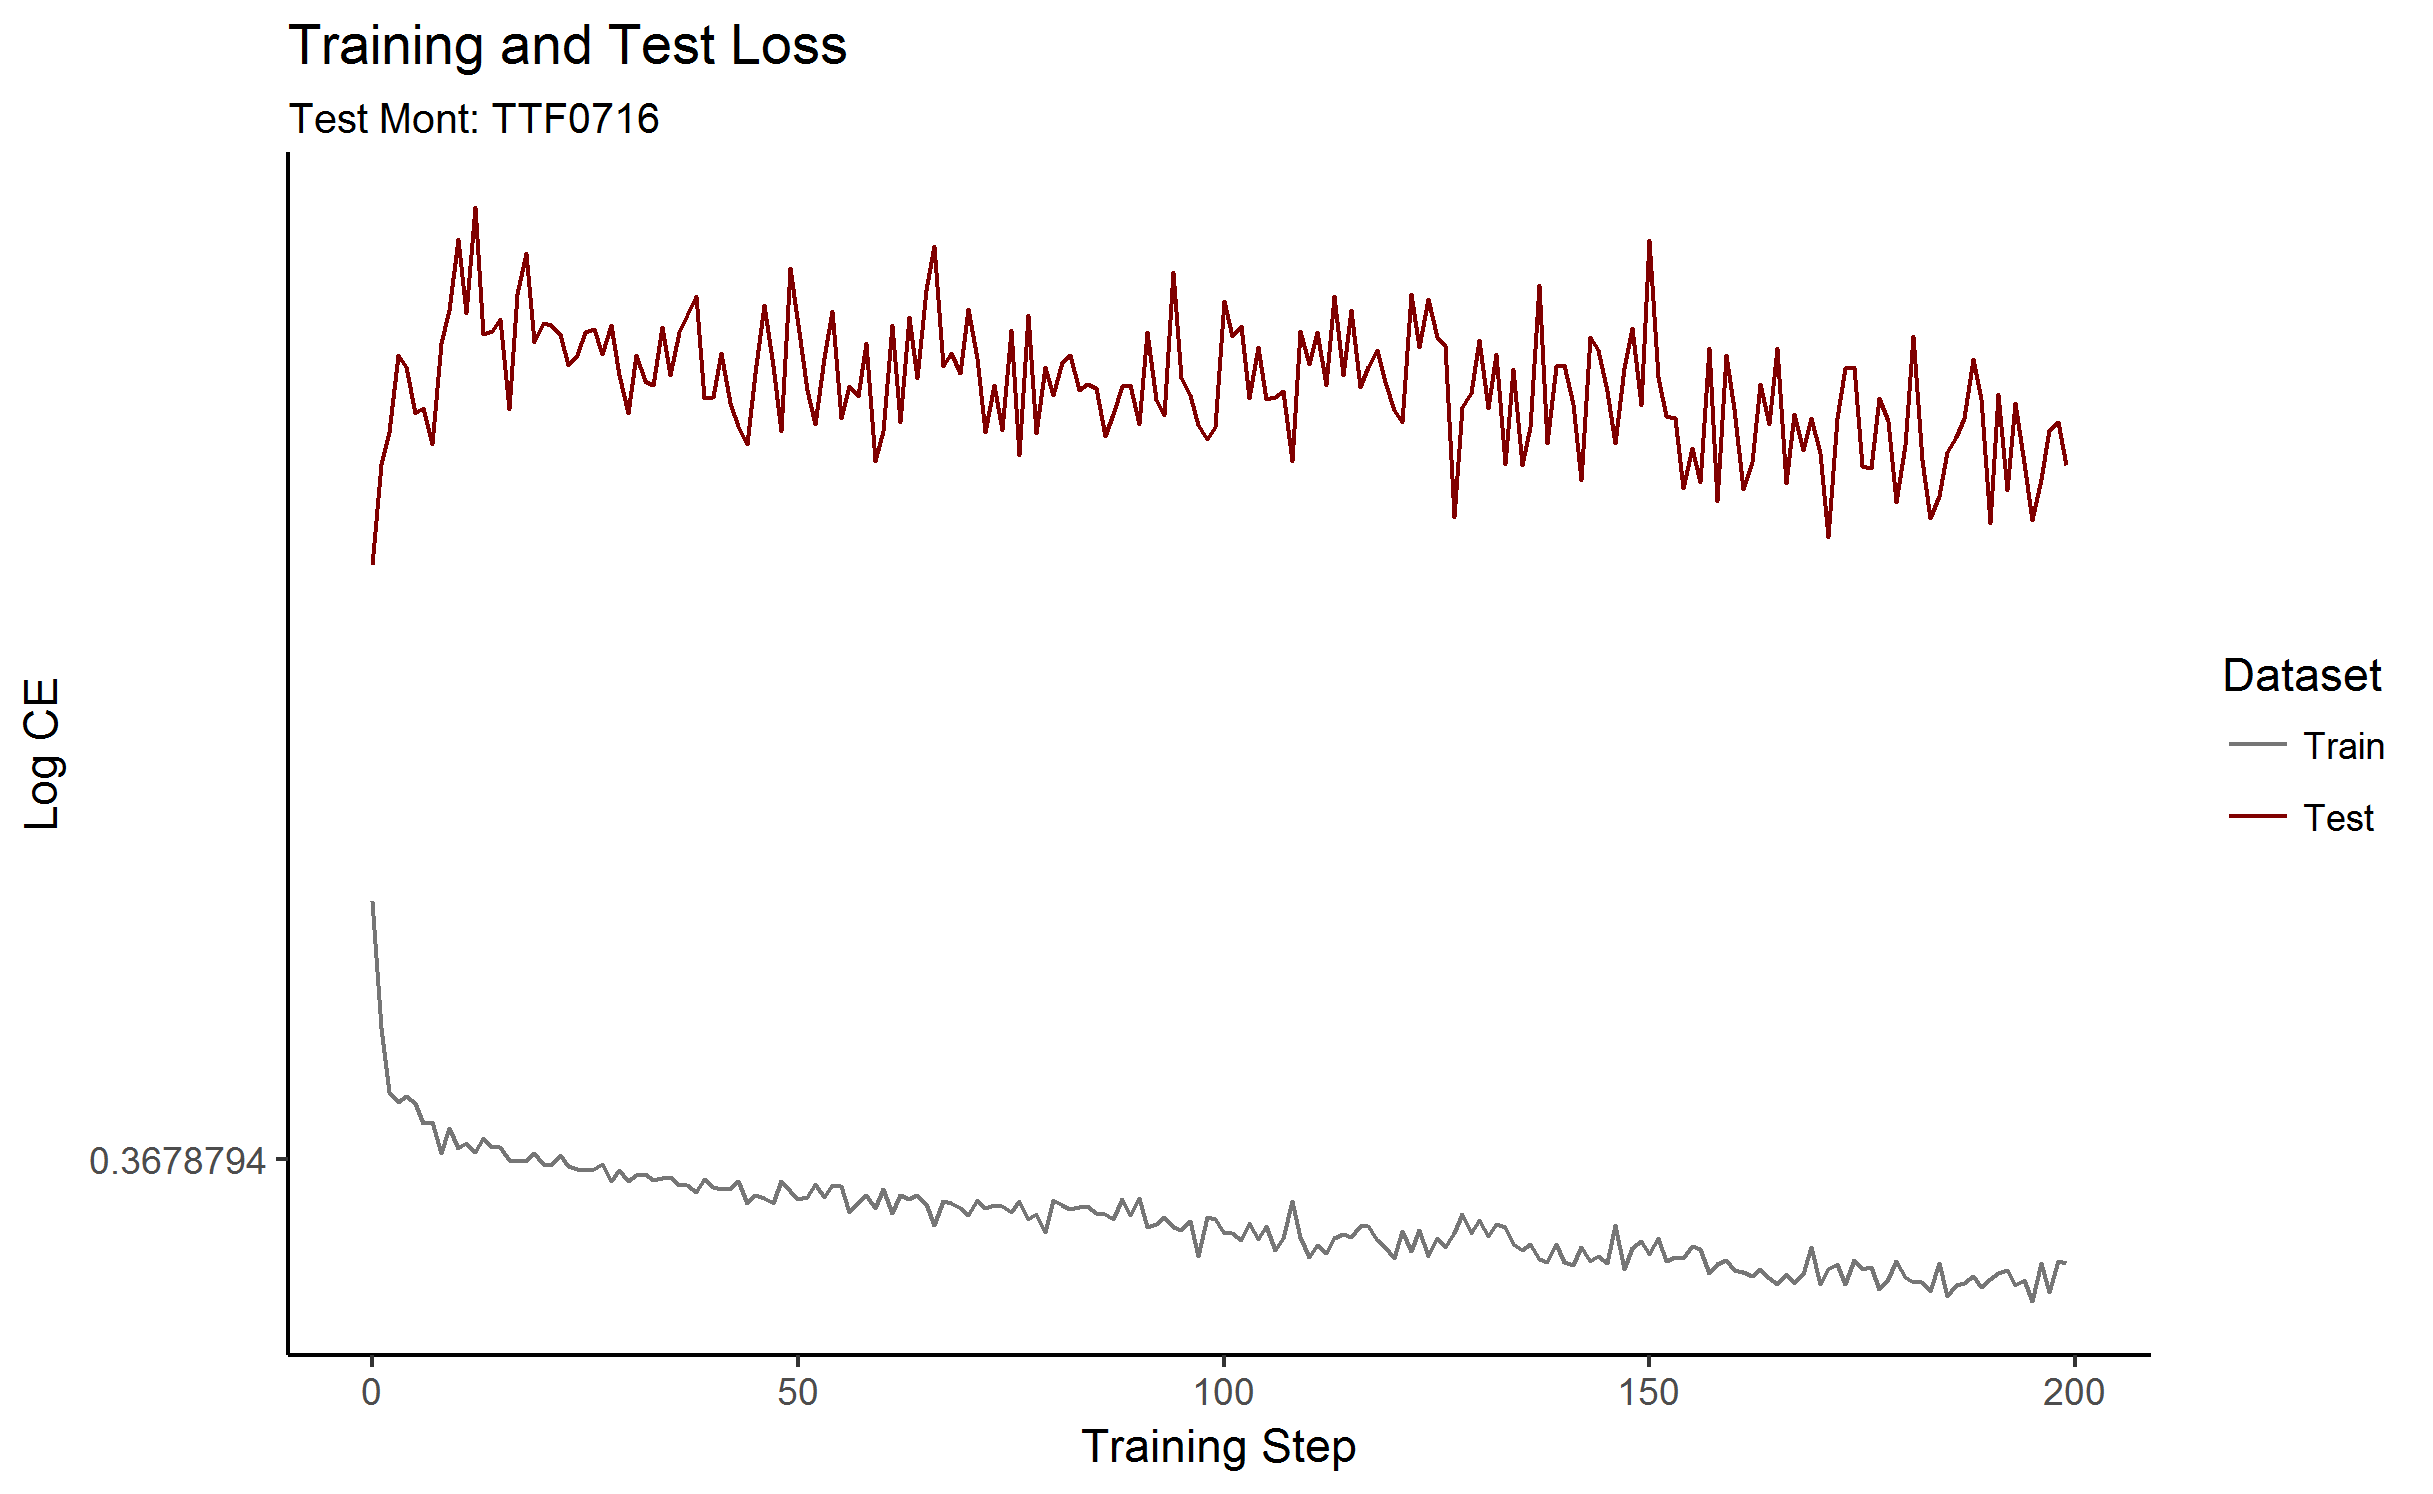 Training and Test Loss
Test Mont: TTF0716
Log CE
0.3678794
0 50 100 150 200
Training Step
Dataset
Train
Test